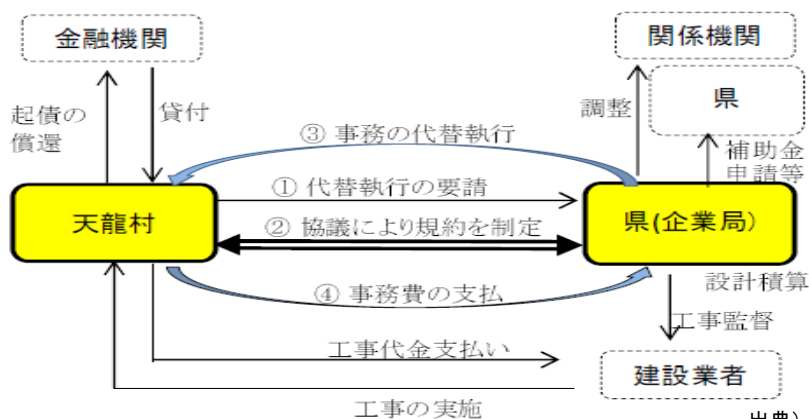 金融機関
関係機関
県
起債の
償還
貸付
調整
補助金
申請等
③ 事務の代替執行
① 代替執行の要請
天龍村
県(企業局)
② 協議により規約を制定
④ 事務費の支払
設計積算
工事監督
工事代金支払い
建設業者
工事の実施